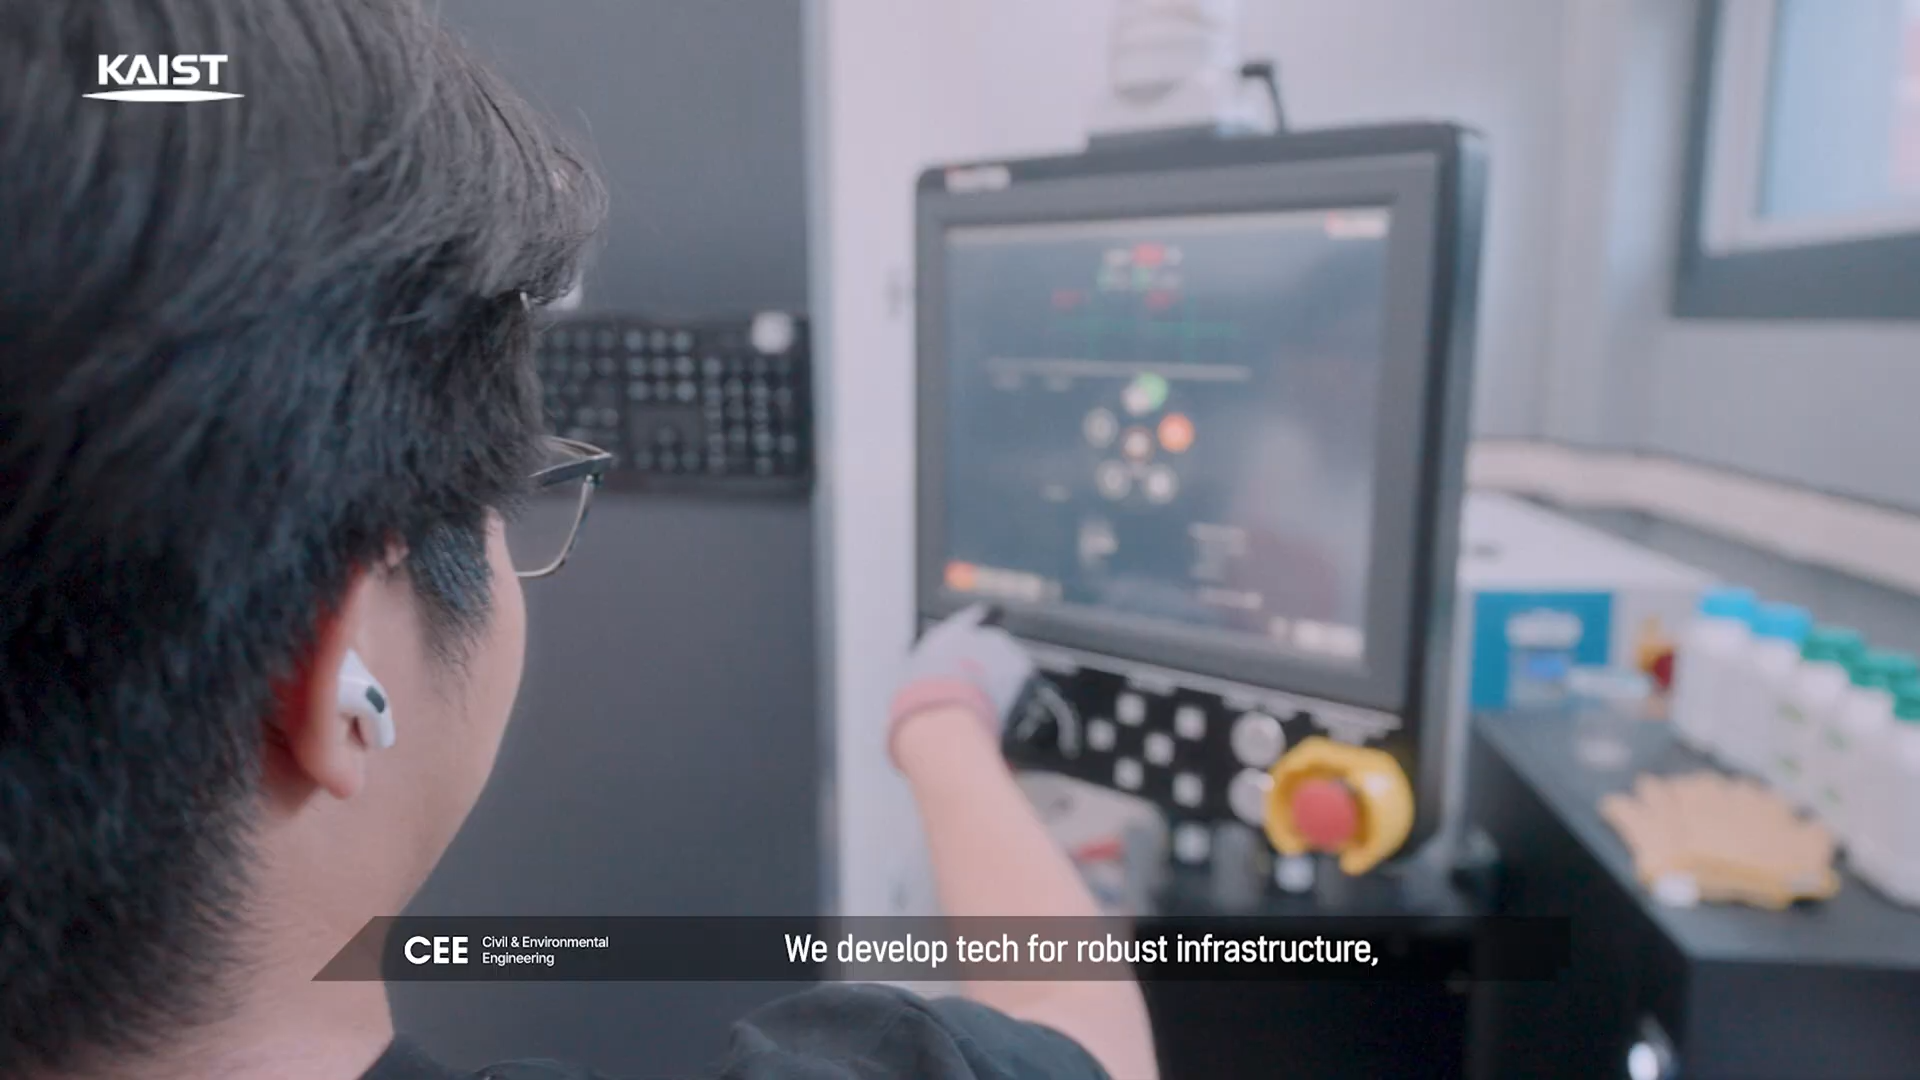 KAIST
CEE
Civil & Environmental
Engineering
We develop tech for robust infrastructure,